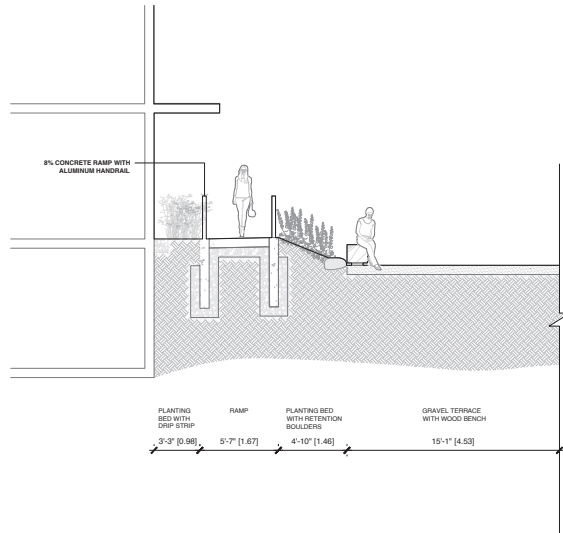 8% CONCRETE RAMP WITH
ALUMINUM HANDRAIL
PLANTING
BED WITH
DRIP STRIP
3'-3" [0.98]
RAMP
5'-7" [1.67]
PLANTING BED
WITH RETENTION
BOULDERS
4'-10" [1.46]
GRAVEL TERRACE
WITH WOOD BENCH
15'-1" [4.53]